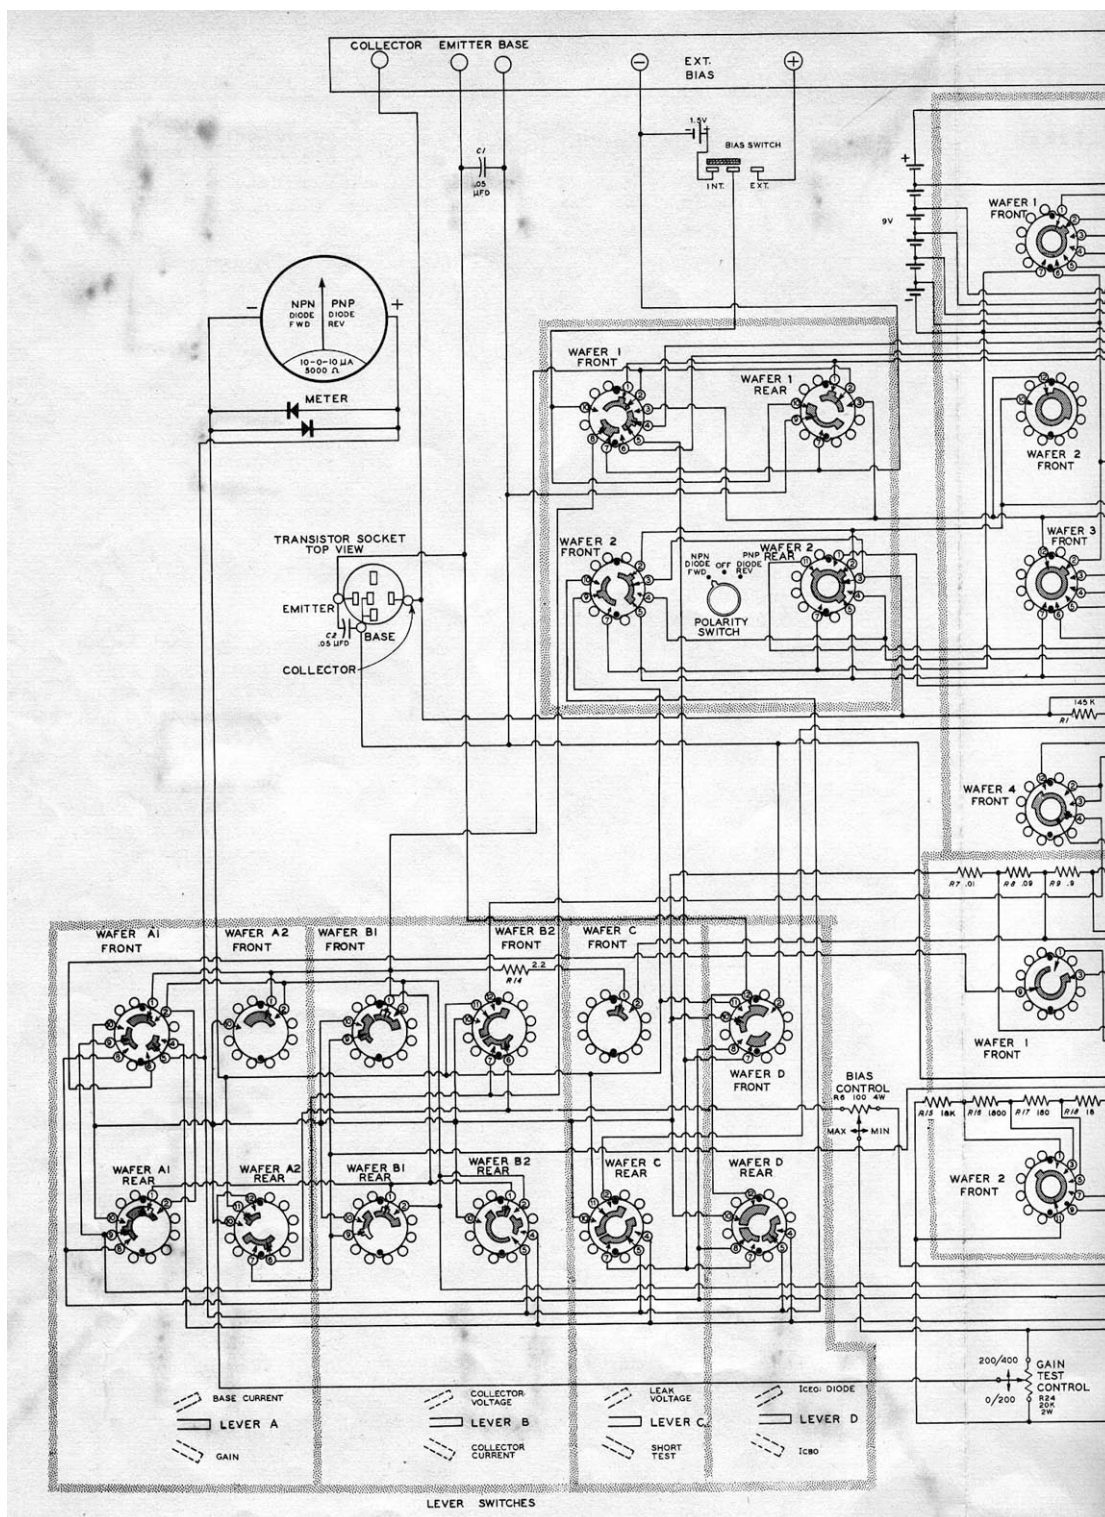 COLLECTOR EMITTER BASE
EXT. BIAS
- +
1.5V
- +
BIAS SWITCH
INT. EXT.
C1
.05
µFD
+
9V
-
WAFER 1
FRONT
- NPN PNP +
DIODE DIODE
FWD REV
10-0-10 µA
5000 Ω
METER
WAFER 1
FRONT
WAFER 1
REAR
WAFER 2
FRONT
TRANSISTOR SOCKET
TOP VIEW
EMITTER
C2
.05 µFD
BASE
COLLECTOR
WAFER 2
FRONT
NPN
DIODE
FWD
OFF
PNP
DIODE
REV
POLARITY
SWITCH
WAFER 2
REAR
WAFER 3
FRONT
145 K
R1
WAFER 4
FRONT
R7 .01 R8 .09 R9 .9
WAFER A1
FRONT
WAFER A2
FRONT
WAFER B1
FRONT
WAFER B2
FRONT
WAFER C
FRONT
2.2
R14
WAFER D
FRONT
WAFER 1
FRONT
BIAS
CONTROL
R6 100 4W
MAX MIN
R15 18K R16 1800 R17 180 R18 18
WAFER 2
FRONT
WAFER A1
REAR
WAFER A2
REAR
WAFER B1
REAR
WAFER B2
REAR
WAFER C
REAR
WAFER D
REAR
200/400
0/200
GAIN
TEST
CONTROL
R24
20K
2W
BASE CURRENT
LEVER A
GAIN
COLLECTOR
VOLTAGE
LEVER B
COLLECTOR
CURRENT
LEAK
VOLTAGE
LEVER C
SHORT
TEST
ICEO: DIODE
LEVER D
ICBO
LEVER SWITCHES